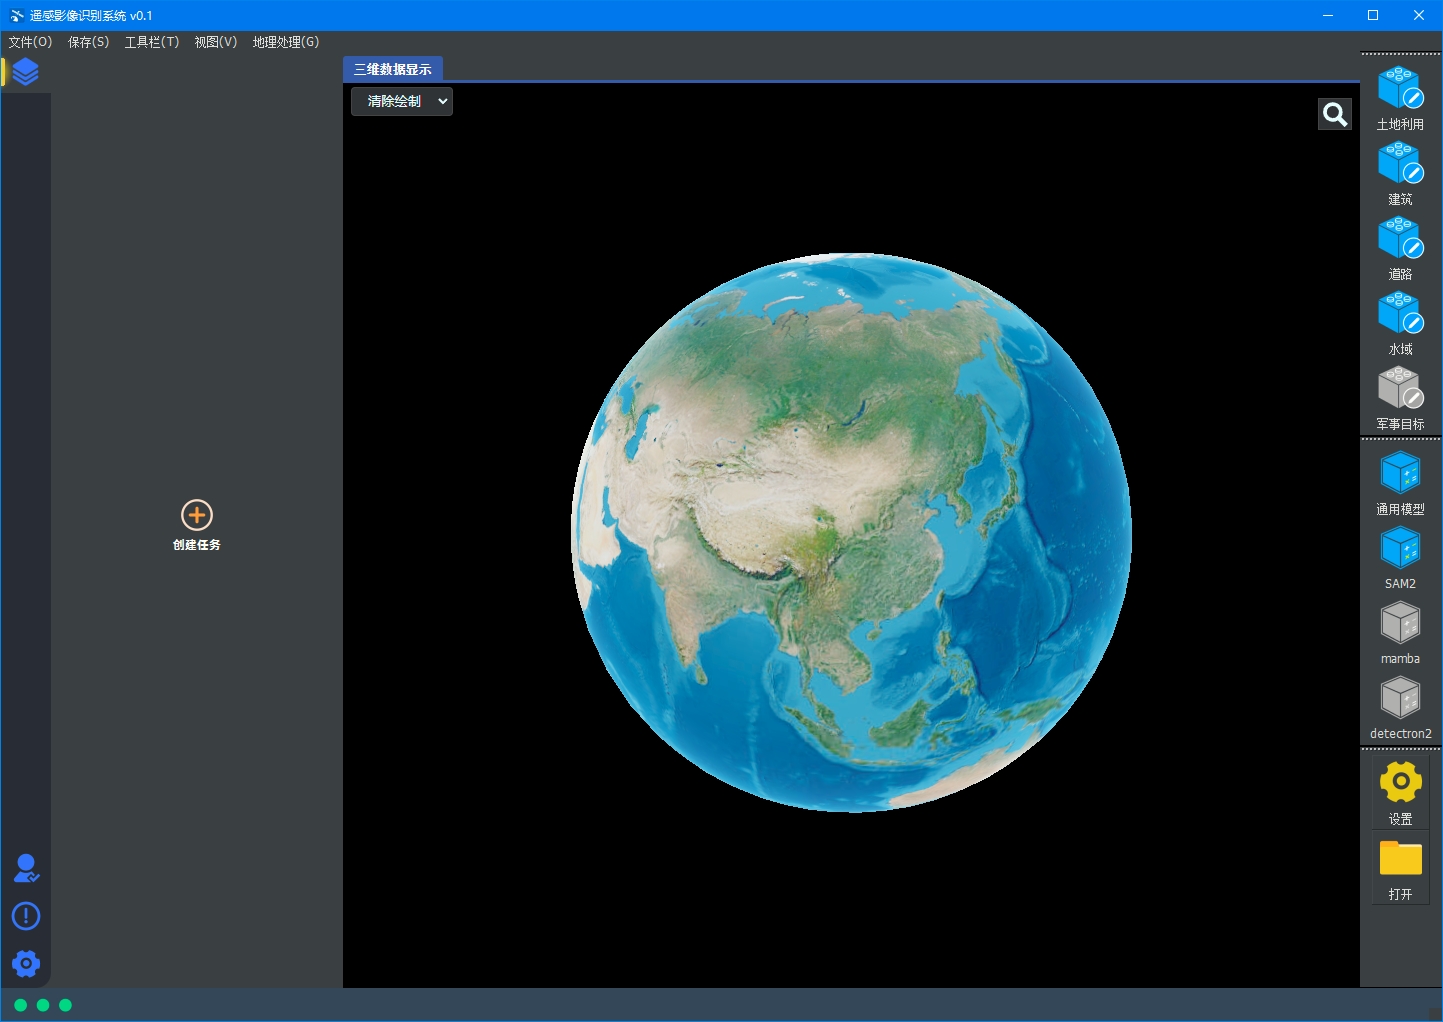 遥感影像识别系统 v0.1
文件(O) 保存(S) 工具栏(T) 视图(V) 地理处理(G)
三维数据显示
清除绘制
创建任务
土地利用
建筑
道路
水域
军事目标
通用模型
SAM2
mamba
detectron2
设置
打开